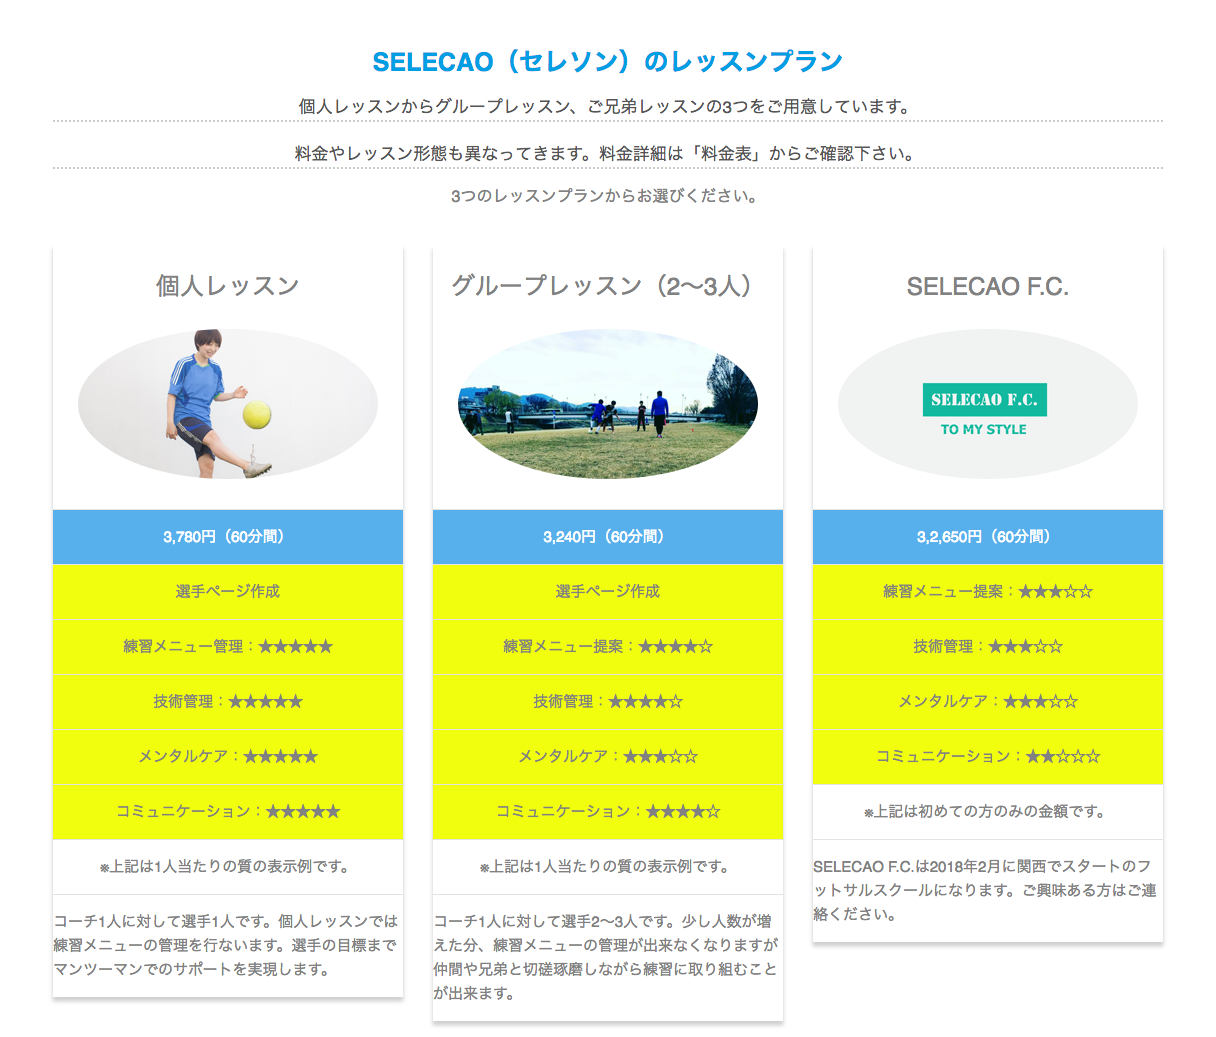 SELECAO（セレソン）のレッスンプラン
個人レッスンからグループレッスン、ご兄弟レッスンの3つをご用意しています。
料金やレッスン形態も異なってきます。料金詳細は「料金表」からご確認下さい。
3つのレッスンプランからお選びください。
個人レッスン
3,780円（60分間）
選手ページ作成
練習メニュー管理：★★★★★
技術管理：★★★★★
メンタルケア：★★★★★
コミュニケーション：★★★★★
※上記は1人当たりの質の表示例です。
コーチ1人に対して選手1人です。個人レッスンでは
練習メニューの管理を行ないます。選手の目標まで
マンツーマンでのサポートを実現します。
グループレッスン（2〜3人）
3,240円（60分間）
選手ページ作成
練習メニュー提案：★★★★☆
技術管理：★★★★☆
メンタルケア：★★★☆☆
コミュニケーション：★★★★☆
※上記は1人当たりの質の表示例です。
コーチ1人に対して選手2〜3人です。少し人数が増
えた分、練習メニューの管理が出来なくなりますが
仲間や兄弟と切磋琢磨しながら練習に取り組むこと
が出来ます。
SELECAO F.C.
SELECAO F.C.
TO MY STYLE
3,2,650円（60分間）
練習メニュー提案：★★★☆☆
技術管理：★★★☆☆
メンタルケア：★★★☆☆
コミュニケーション：★★☆☆☆
※上記は初めての方のみの金額です。
SELECAO F.C.は2018年2月に関西でスタートのフ
ットサルスクールになります。ご興味ある方はご連
絡ください。